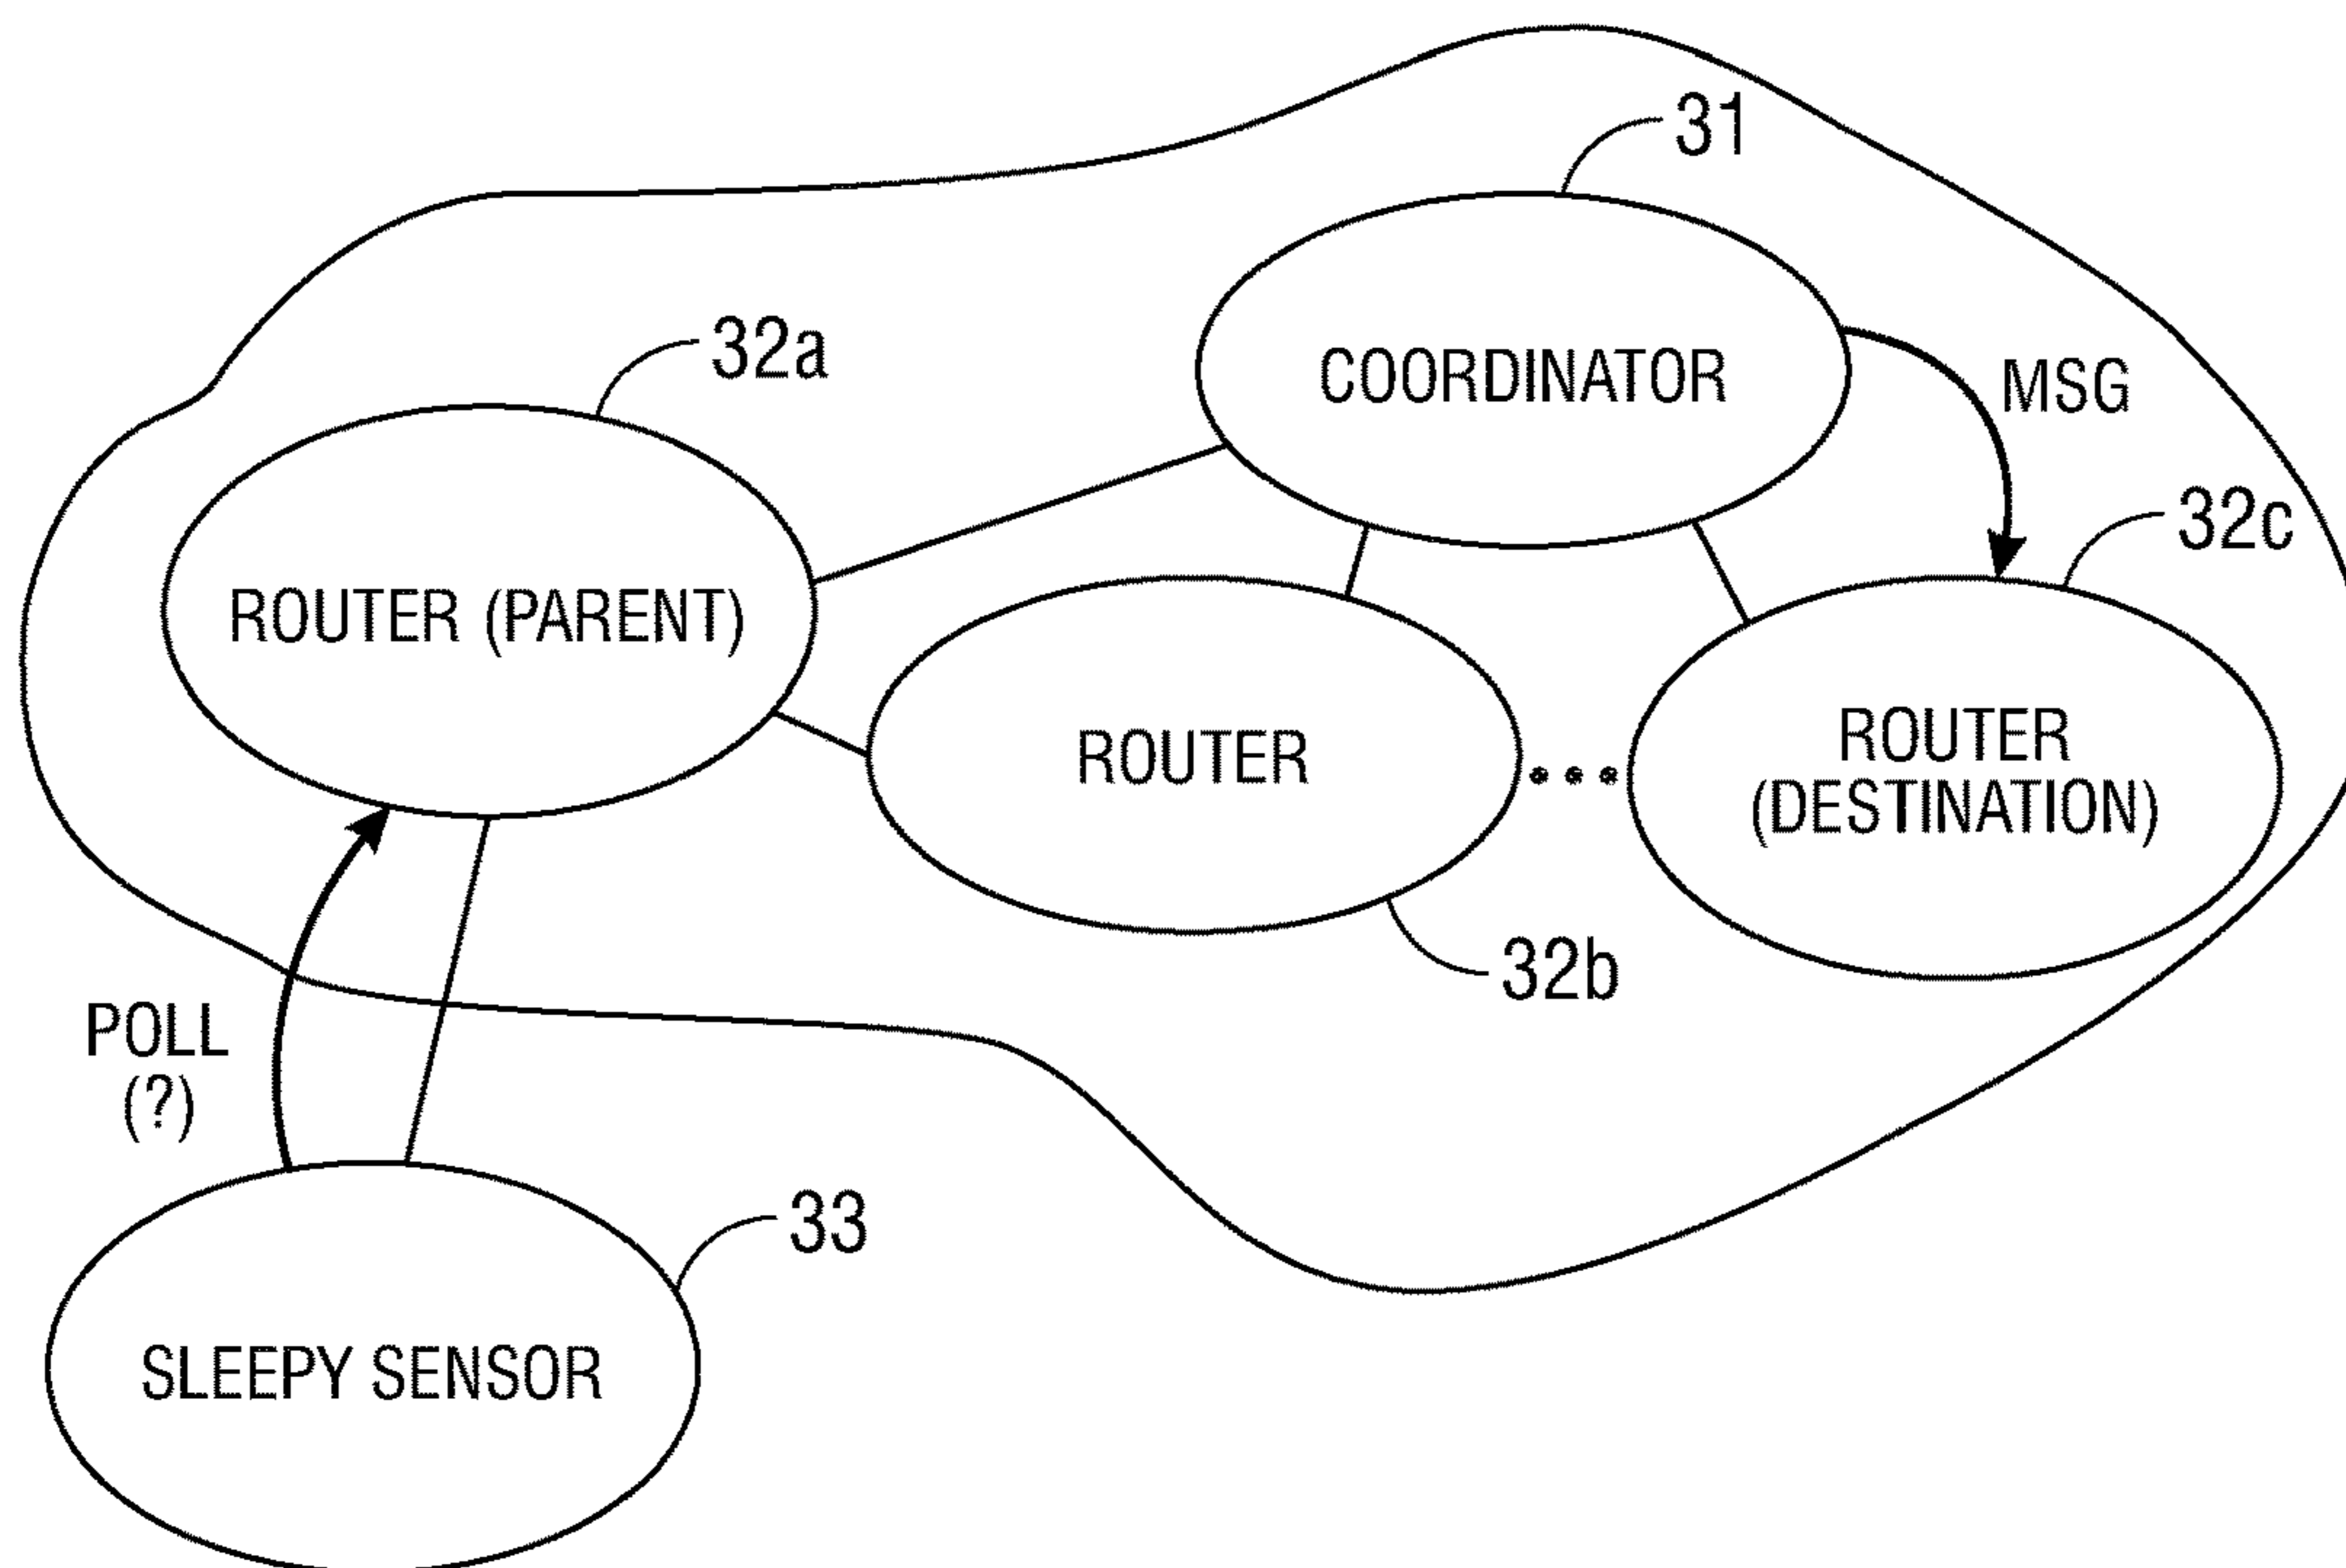 31
32a
COORDINATOR
MSG
32c
ROUTER (PARENT)
ROUTER
ROUTER
(DESTINATION)
32b
POLL
(?)
33
SLEEPY SENSOR